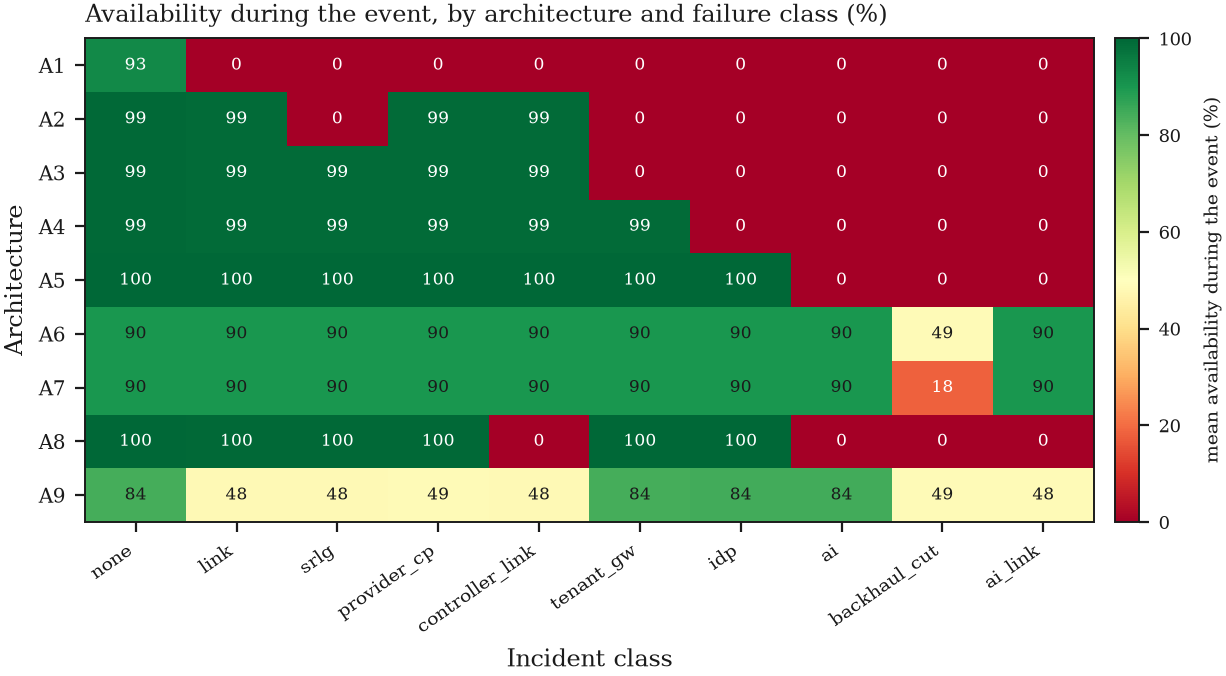 Availability during the event, by architecture and failure class (%)
A1 93 0 0 0 0 0 0 0 0 0
A2 99 99 0 99 99 0 0 0 0 0
A3 99 99 99 99 99 0 0 0 0 0
A4 99 99 99 99 99 99 0 0 0 0
A5 100 100 100 100 100 100 100 0 0 0
A6 90 90 90 90 90 90 90 90 49 90
A7 90 90 90 90 90 90 90 90 18 90
A8 100 100 100 100 0 100 100 0 0 0
A9 84 48 48 49 48 84 84 84 49 48
Architecture
none link srlg provider_cp controller_link tenant_gw idp ai backhaul_cut ai_link
Incident class
100
80
60
40
20
0
mean availability during the event (%)